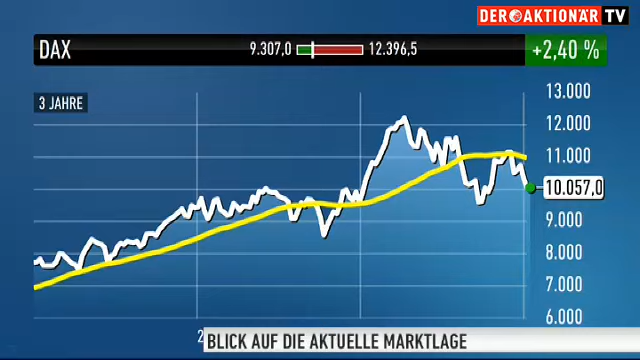 DER AKTIONÄR TV
DAX 9.307,0 12.396,5 +2,40 %
3 JAHRE
13.000
12.000
11.000
10.057,0
9.000
8.000
7.000
6.000
BLICK AUF DIE AKTUELLE MARKTLAGE